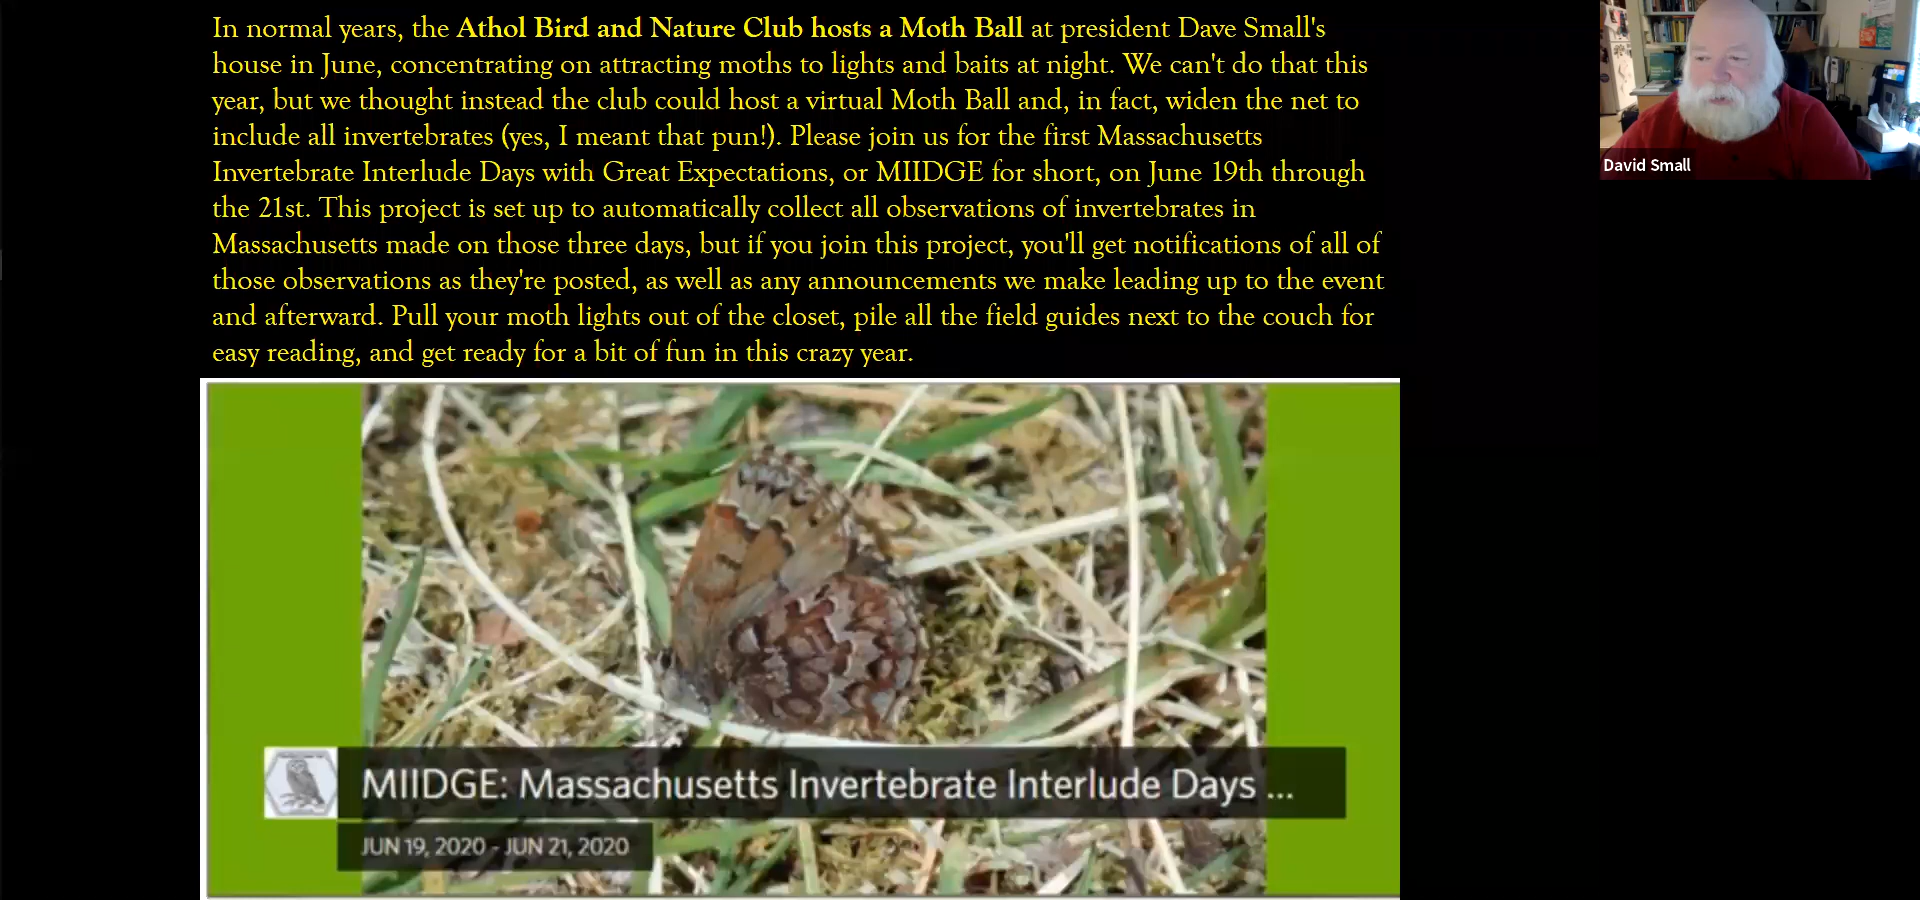 In normal years, the Athol Bird and Nature Club hosts a Moth Ball at president Dave Small's
house in June, concentrating on attracting moths to lights and baits at night. We can't do that this
year, but we thought instead the club could host a virtual Moth Ball and, in fact, widen the net to
include all invertebrates (yes, I meant that pun!). Please join us for the first Massachusetts
Invertebrate Interlude Days with Great Expectations, or MIIDGE for short, on June 19th through
the 21st. This project is set up to automatically collect all observations of invertebrates in
Massachusetts made on those three days, but if you join this project, you'll get notifications of all of
those observations as they're posted, as well as any announcements we make leading up to the event
and afterward. Pull your moth lights out of the closet, pile all the field guides next to the couch for
easy reading, and get ready for a bit of fun in this crazy year.
David Small
MIIDGE: Massachusetts Invertebrate Interlude Days ...
JUN 19, 2020 - JUN 21, 2020